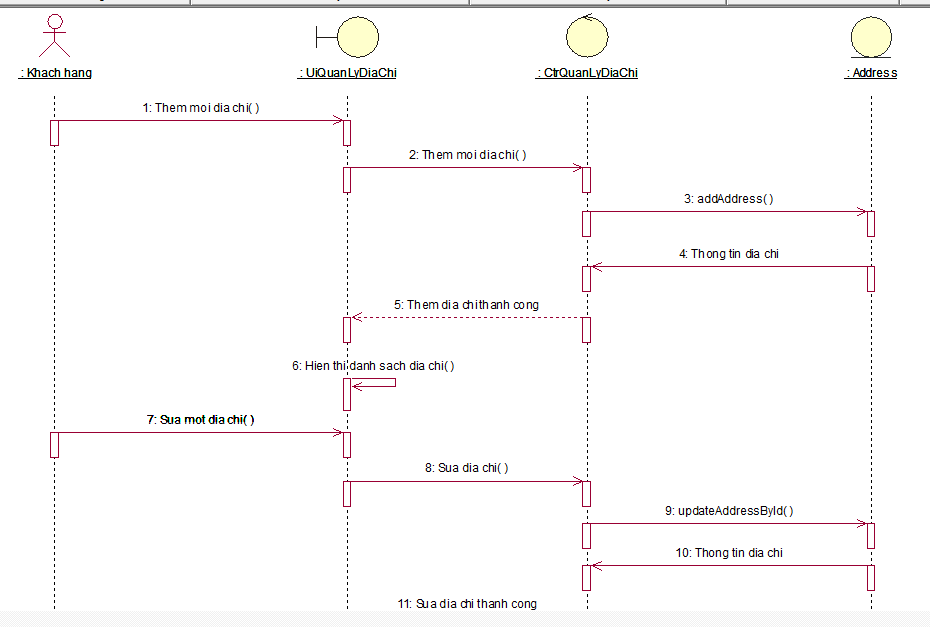 : Khach hang
: UiQuanLyDiaChi
: CtrQuanLyDiaChi
: Address
1: Them moi dia chi( )
2: Them moi dia chi( )
3: addAddress( )
4: Thong tin dia chi
5: Them dia chi thanh cong
6: Hien thi danh sach dia chi( )
7: Sua mot dia chi( )
8: Sua dia chi( )
9: updateAddressById( )
10: Thong tin dia chi
11: Sua dia chi thanh cong